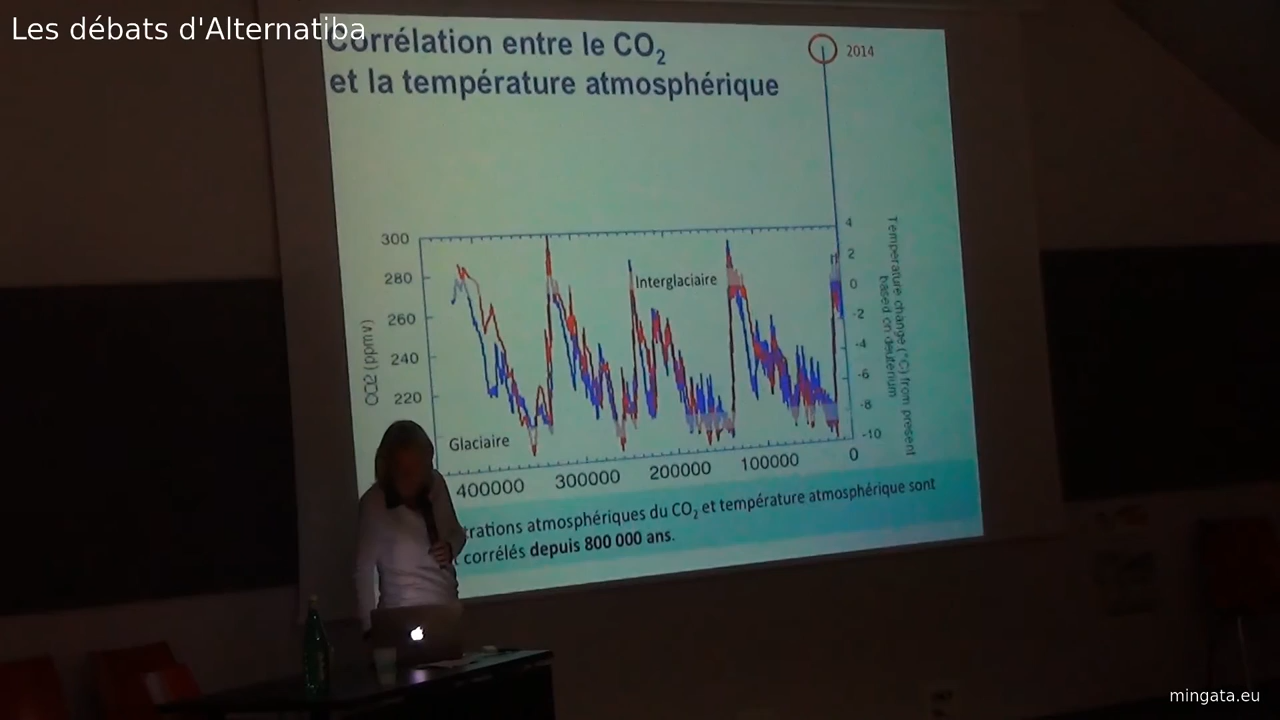 Les débats d'Alternatiba
Corrélation entre le CO₂
et la température atmosphérique
2014
300
280
260
240
220
CO2 (ppmv)
Interglaciaire
Glaciaire
4
2
0
-2
-4
-6
-8
-10
Temperature change (°C) from present
based on deuterium
400000
300000
200000
100000
0
trations atmosphériques du CO₂ et température atmosphérique sont
corrélés depuis 800 000 ans.
mingata.eu